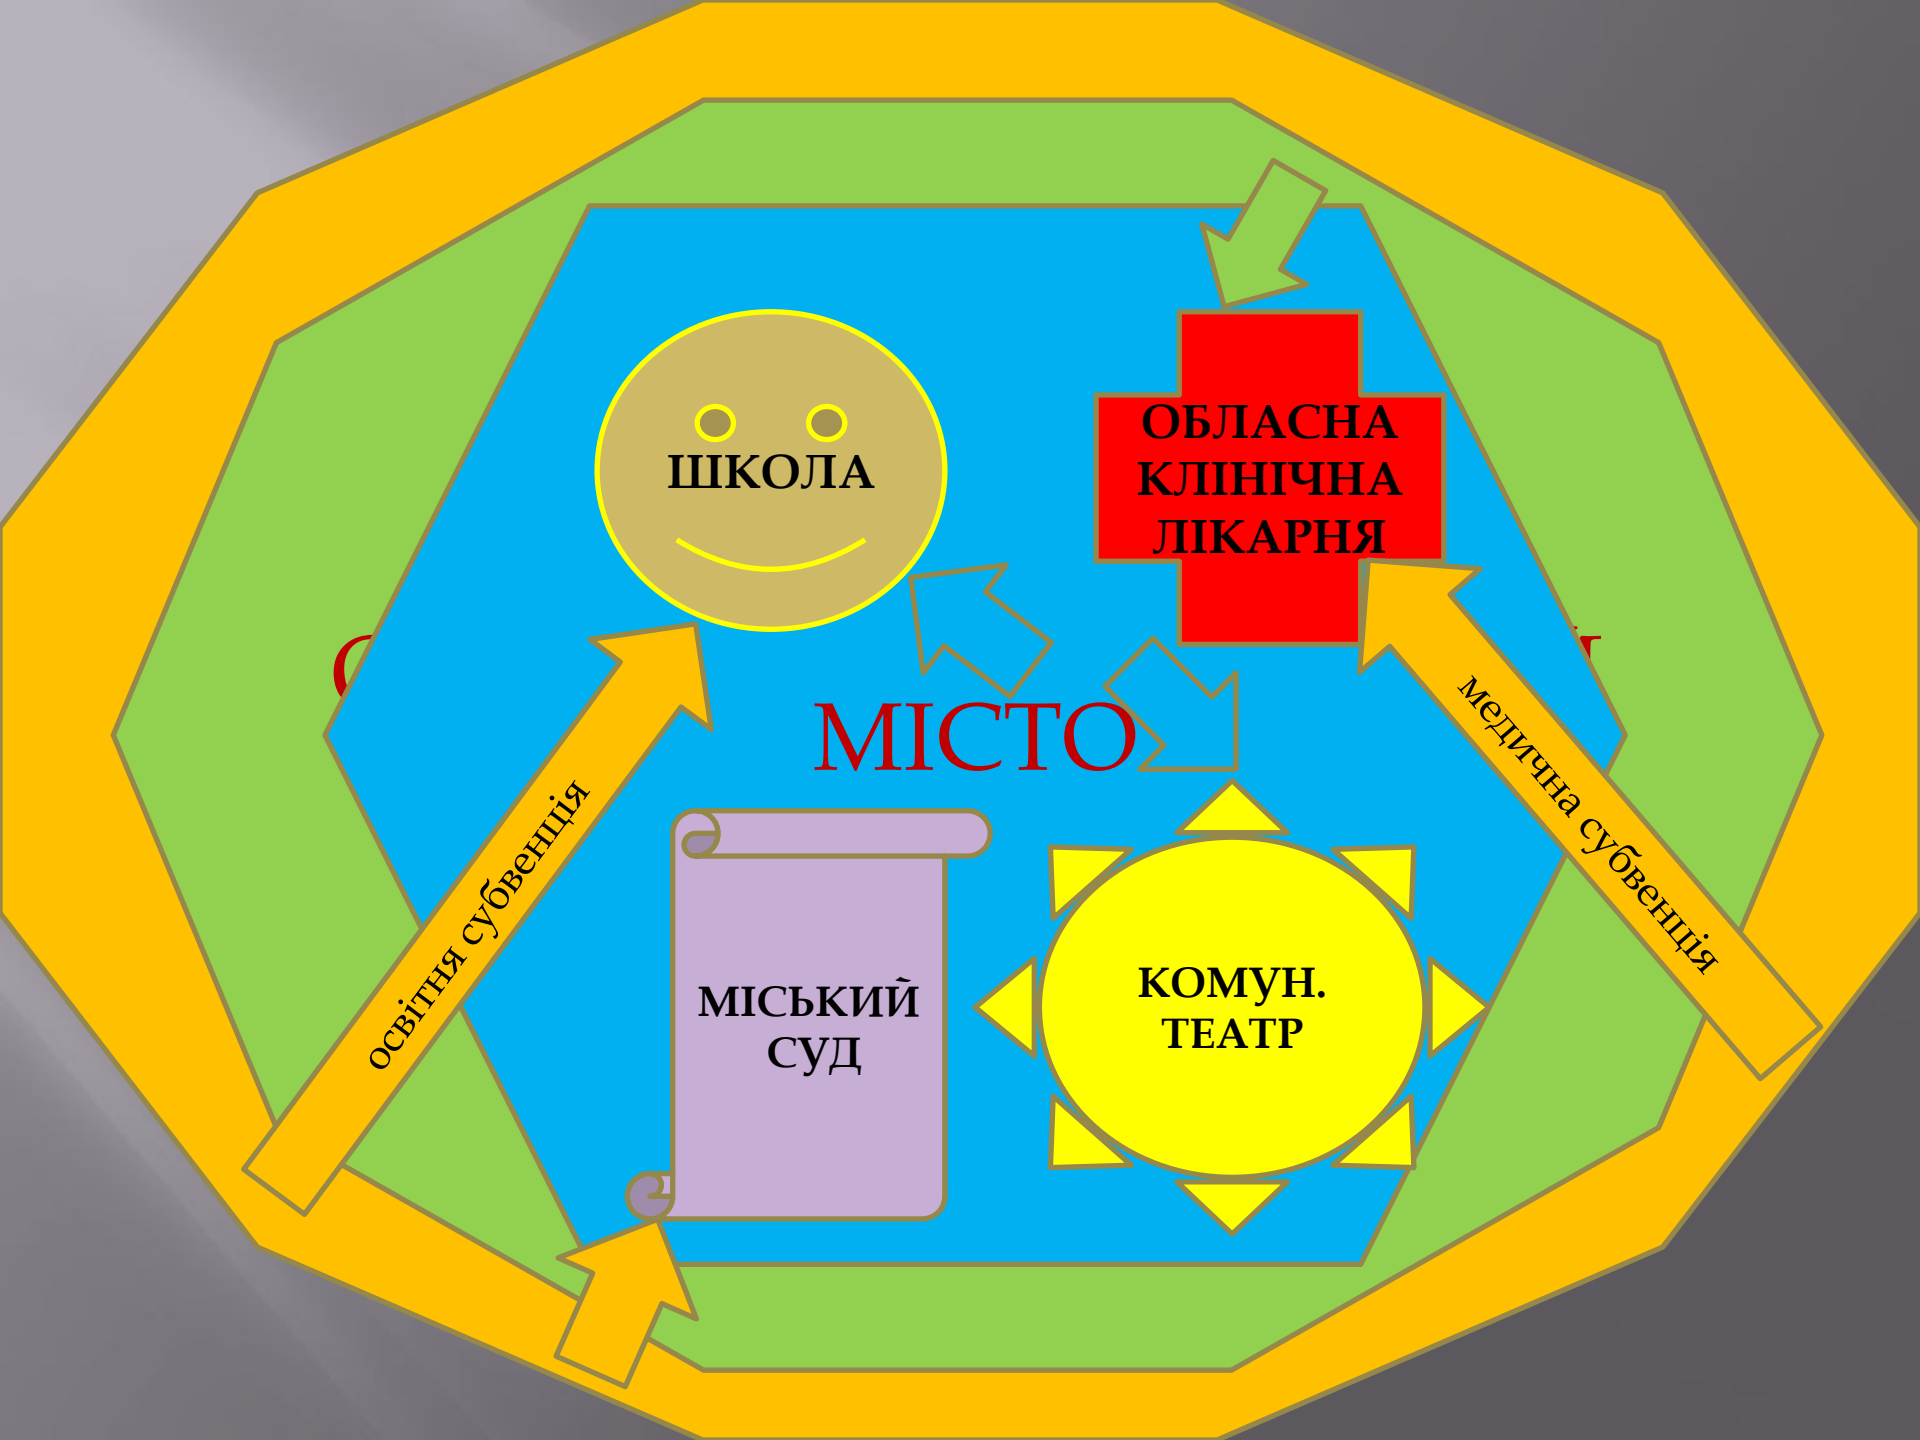 ШКОЛА
ОБЛАСНА
КЛІНІЧНА
ЛІКАРНЯ
МІСТО
освітня субвенція
медична субвенція
МІСЬКИЙ
СУД
КОМУН.
ТЕАТР